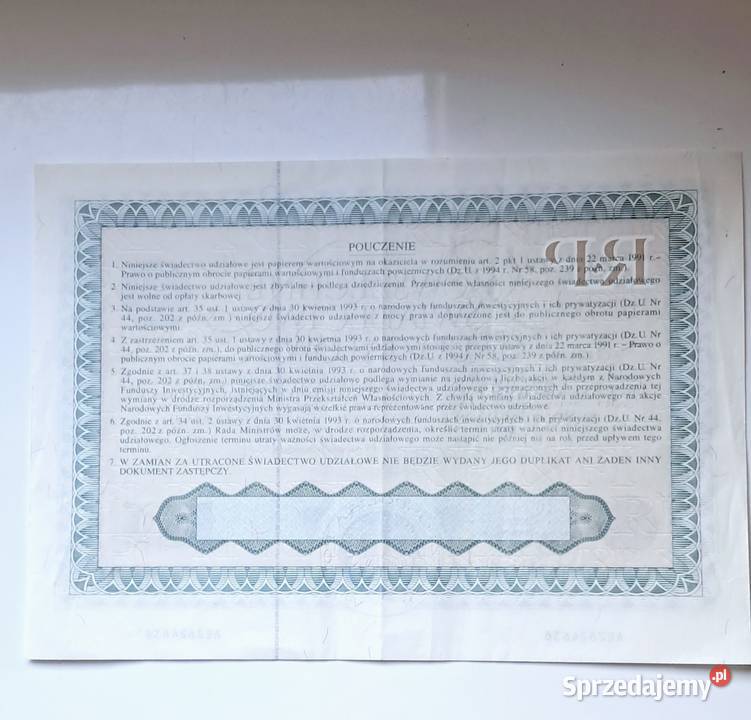 POUCZENIE
1. Niniejsze świadectwo udziałowe jest papierem wartościowym na okaziciela w rozumieniu art. 2 pkt 1 ustawy z dnia 22 marca 1991 r. –
Prawo o publicznym obrocie papierami wartościowymi i funduszach powierniczych (Dz. U. z 1994 r. Nr 58, poz. 239 z późn. zm.).
2. Niniejsze świadectwo udziałowe jest zbywalne i podlega dziedziczeniu. Przeniesienie własności niniejszego świadectwa udziałowego
jest wolne od opłaty skarbowej.
3. Na podstawie art. 35 ust. 1 ustawy z dnia 30 kwietnia 1993 r. o narodowych funduszach inwestycyjnych i ich prywatyzacji (Dz. U. Nr
44, poz. 202 z późn. zm.) niniejsze świadectwo udziałowe z mocy prawa dopuszczone jest do publicznego obrotu papierami
wartościowymi.
4. Z zastrzeżeniem art. 35 ust. 1 ustawy z dnia 30 kwietnia 1993 r. o narodowych funduszach inwestycyjnych i ich prywatyzacji (Dz. U. Nr
44, poz. 202 z późn. zm.), do publicznego obrotu świadectwami udziałowymi stosuje się przepisy ustawy z dnia 22 marca 1991 r. – Prawo o
publicznym obrocie papierami wartościowymi i funduszach powierniczych (Dz. U. z 1994 r. Nr 58, poz. 239 z późn. zm.).
5. Zgodnie z art. 37 i 38 ustawy z dnia 30 kwietnia 1993 r. o narodowych funduszach inwestycyjnych i ich prywatyzacji (Dz. U. Nr
44, poz. 202 z późn. zm.) niniejsze świadectwo udziałowe podlega wymianie na jednakową liczbę akcji w każdym z Narodowych
Funduszy Inwestycyjnych, istniejących w dniu emisji niniejszego świadectwa udziałowego i wyznaczonych do przeprowadzenia tej
wymiany w drodze rozporządzenia Ministra Przekształceń Własnościowych. Z chwilą wymiany świadectwa udziałowego na akcje
Narodowych Funduszy Inwestycyjnych wygasają wszelkie prawa reprezentowane przez świadectwo udziałowe.
6. Zgodnie z art. 34 ust. 2 ustawy z dnia 30 kwietnia 1993 r. o narodowych funduszach inwestycyjnych i ich prywatyzacji (Dz. U. Nr 44,
poz. 202 z późn. zm.) Rada Ministrów może, w drodze rozporządzenia, określić termin utraty ważności niniejszego świadectwa
udziałowego. Ogłoszenie terminu utraty ważności świadectwa udziałowego może nastąpić nie później niż na rok przed upływem tego
terminu.
7. W ZAMIAN ZA UTRACONE ŚWIADECTWO UDZIAŁOWE NIE BĘDZIE WYDANY JEGO DUPLIKAT ANI ŻADEN INNY
DOKUMENT ZASTĘPCZY.
Sprzedajemy.pl